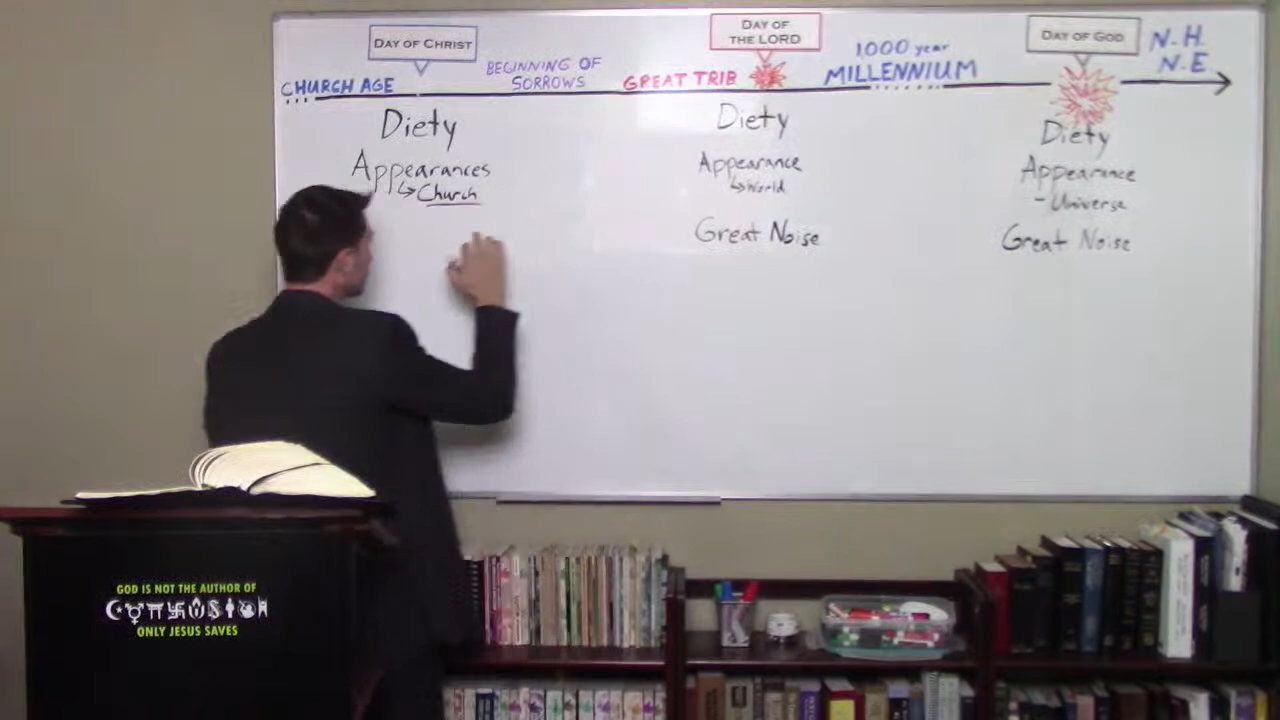 DAY OF CHRIST
DAY OF
THE LORD
DAY OF GOD
N.H.
N.E.
CHURCH AGE
BEGINNING OF
SORROWS
GREAT TRIB
1,000 year
MILLENNIUM
Diety
Appearances
↳ Church
Diety
Appearance
↳ World
Great Noise
Diety
Appearance
- Universe
Great Noise
GOD IS NOT THE AUTHOR OF
ONLY JESUS SAVES